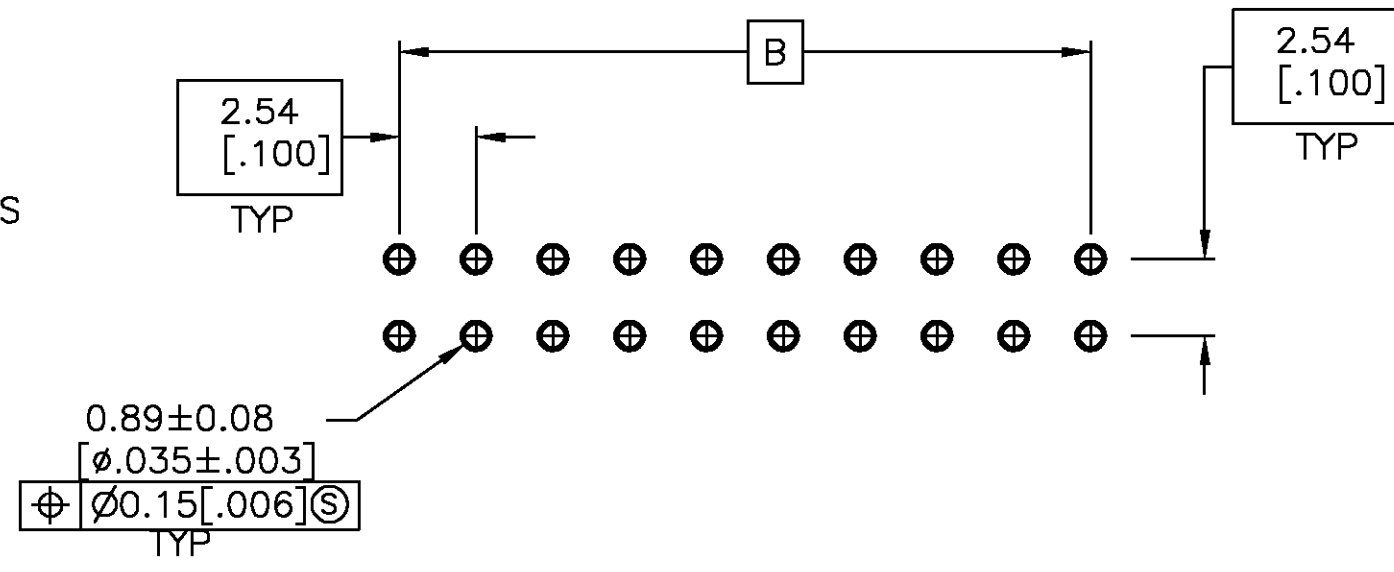 B
2.54
[.100]
TYP
2.54
[.100]
TYP
S
0.89±0.08
[ø.035±.003]
⌖ Ø0.15[.006]Ⓢ
TYP